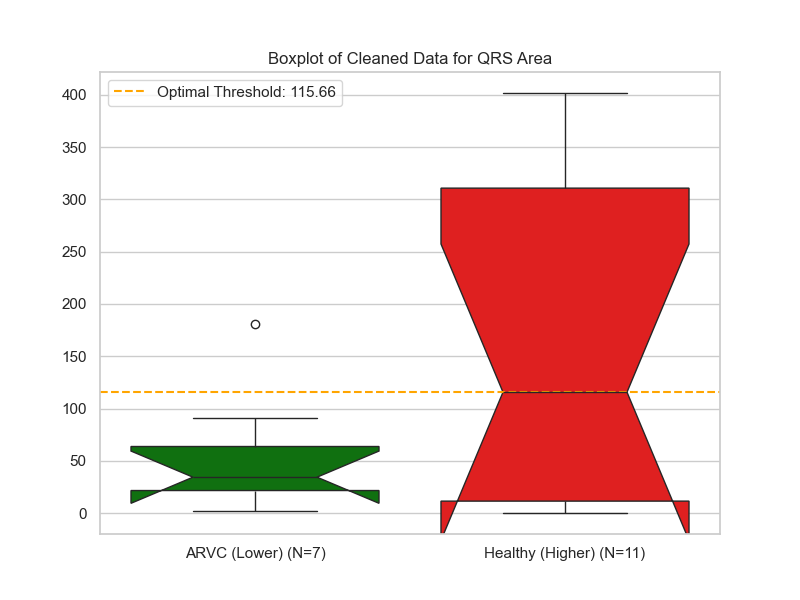 Boxplot of Cleaned Data for QRS Area
Optimal Threshold: 115.66
400
350
300
250
200
150
100
50
0
ARVC (Lower) (N=7)
Healthy (Higher) (N=11)